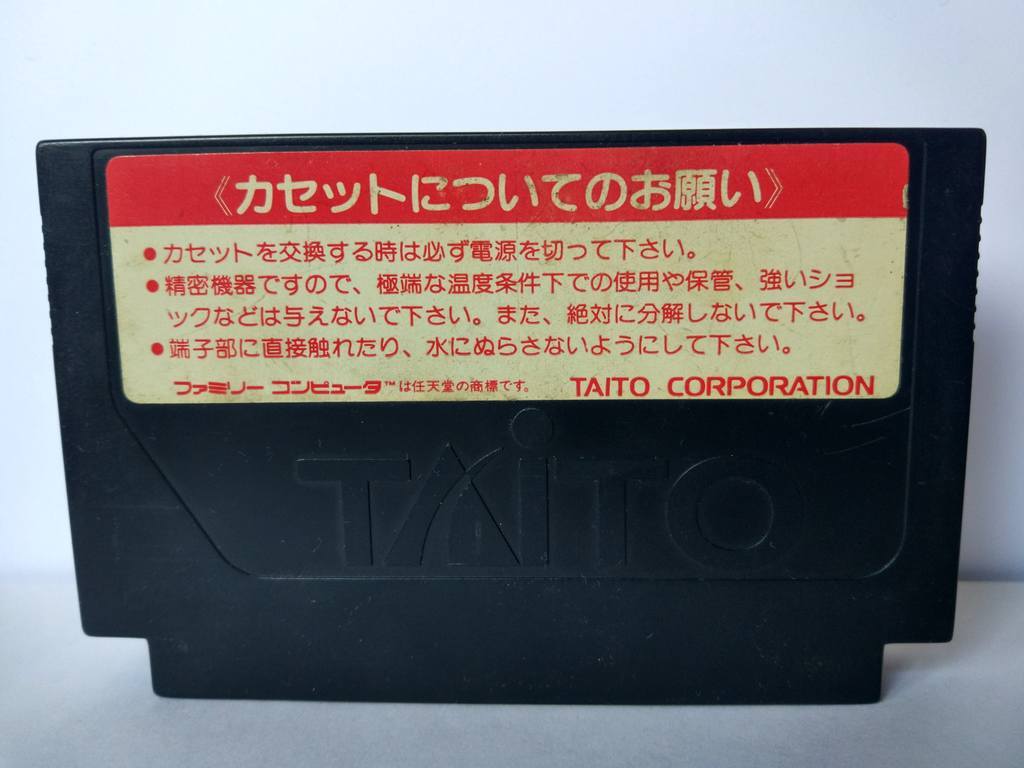 《カセットについてのお願い》
●カセットを交換する時は必ず電源を切って下さい。
●精密機器ですので、極端な温度条件下での使用や保管、強いショ
ックなどは与えないで下さい。また、絶対に分解しないで下さい。
●端子部に直接触れたり、水にぬらさないようにして下さい。
ファミリー コンピュータ™は任天堂の商標です。 TAITO CORPORATION
TAiTO